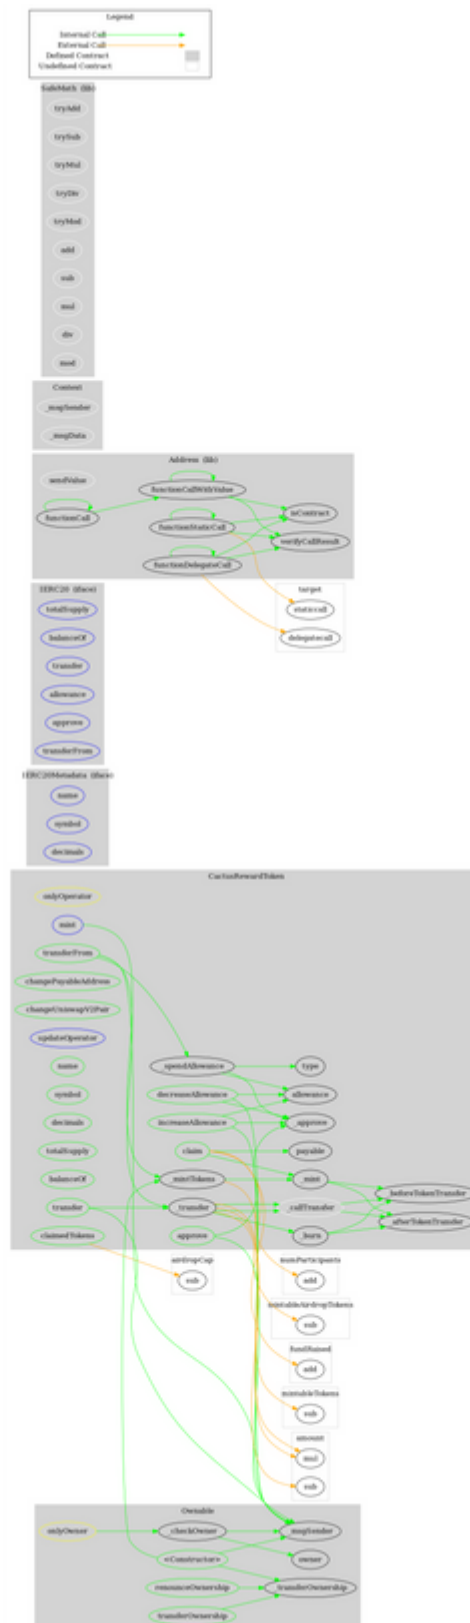 Legend
Internal Call
External Call
Defined Contract
Undefined Contract
SafeMath (lib)
tryAdd
trySub
tryMul
tryDiv
tryMod
add
sub
mul
div
mod
Context
_msgSender
_msgData
Address (lib)
sendValue
functionCallWithValue
functionCall
isContract
functionStaticCall
verifyCallResult
functionDelegateCall
IERC20 (iface)
target
totalSupply
staticcall
balanceOf
delegatecall
transfer
allowance
approve
transferFrom
IERC20Metadata (iface)
name
symbol
decimals
CactusRewardToken
onlyOperator
mint
transferFrom
changePayableAddress
changeUniswapV2Pair
updateOperator
name
_spendAllowance
type
symbol
decreaseAllowance
allowance
decimals
increaseAllowance
_approve
totalSupply
claim
payable
balanceOf
_mintTokens
_mint
_beforeTokenTransfer
transfer
_transfer
_callTransfer
_afterTokenTransfer
claimedTokens
approve
_burn
airdropCap
numParticipants
sub
add
mintableAirdropTokens
sub
fundRaised
add
mintableTokens
sub
amount
mul
sub
Ownable
onlyOwner
_checkOwner
_msgSender
<Constructor>
owner
renounceOwnership
_transferOwnership
transferOwnership